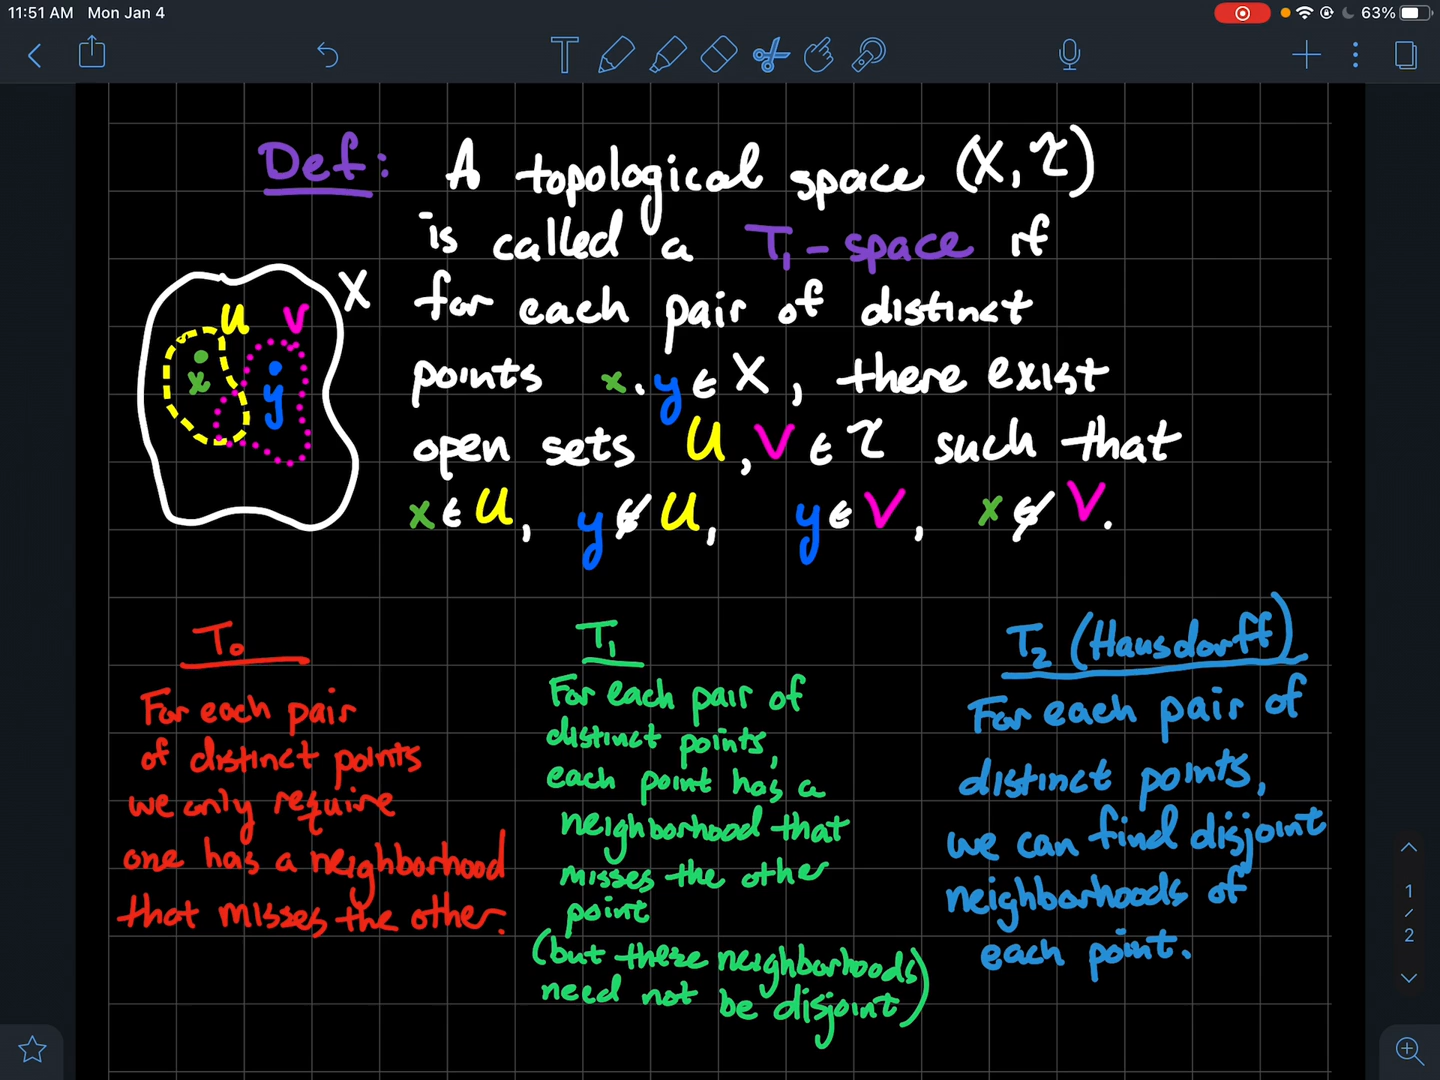 11:51 AM Mon Jan 4
63%
Def: A topological space (X, τ)
is called a T₁-space if
for each pair of distinct
points x, y ∈ X, there exist
open sets U, V ∈ τ such that
x ∈ U, y ∉ U, y ∈ V, x ∉ V.
X
U V
x y
T₀
For each pair
of distinct points
we only require
one has a neighborhood
that misses the other.
T₁
For each pair of
distinct points,
each point has a
neighborhood that
misses the other
point
(but these neighborhoods)
need not be disjoint)
T₂ (Hausdorff)
For each pair of
distinct points,
we can find disjoint
neighborhoods of
each point.
1
/
2